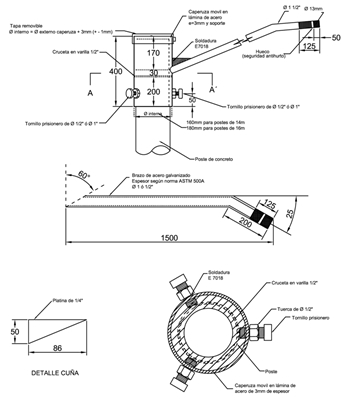 Tapa removible
Ø interno = Ø externo caperuza + 3mm (+ - 1mm)
Cruceta en varilla 1/2"
Caperuza movil en
lámina de acero
e=3mm y soporte
Soldadura
E7018
Ø 1 1/2"
Ø 13mm
50
125
Hueco
(seguridad antihurto)
400
170
30
200
50
A
A´
Tornillo prisionero de Ø 1/2" ó Ø 1"
Ø interno
Tornillo prisionero de Ø 1/2" ó Ø 1"
160mm para postes de 14m
180mm para postes de 16m
Poste de concreto
60°
Brazo de acero galvanizado
Espesor según norma ASTM 500A
Ø 1 ó 1/2"
125
200
25
1500
Platina de 1/4"
50
86
DETALLE CUÑA
Soldadura
E 7018
Cruceta en varilla 1/2"
Tuerca de Ø 1/2"
Tornillo prisionero
Poste
Caperuza movil en lámina
de acero de 3mm de espesor